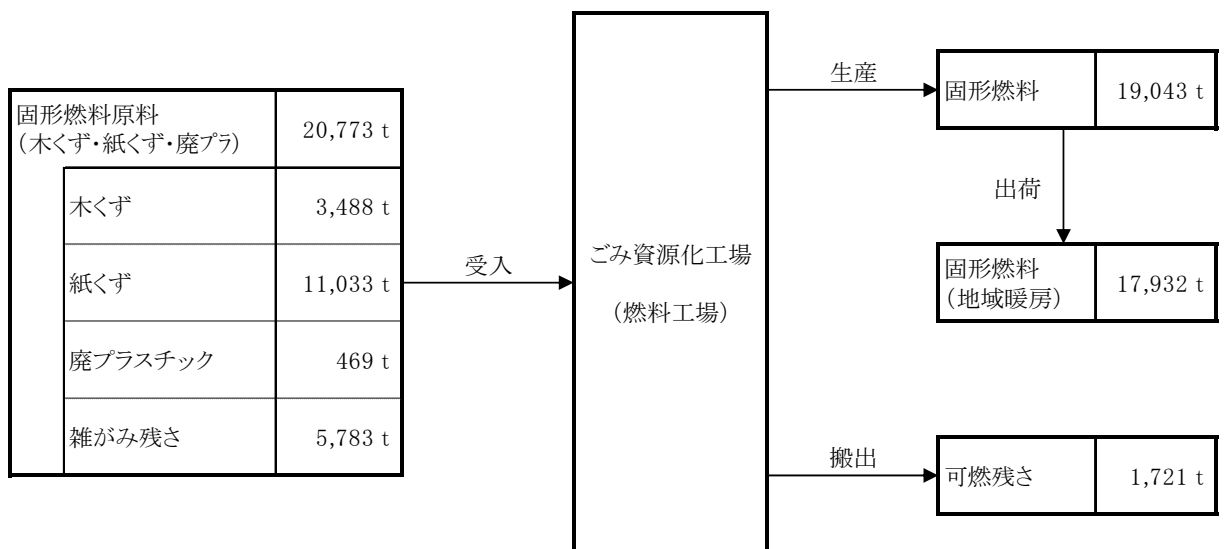 固形燃料原料
（木くず・紙くず・廃プラ）
20,773 t
木くず
3,488 t
紙くず
11,033 t
廃プラスチック
469 t
雑がみ残さ
5,783 t
受入
ごみ資源化工場
（燃料工場）
生産
固形燃料
19,043 t
出荷
固形燃料
（地域暖房）
17,932 t
搬出
可燃残さ
1,721 t